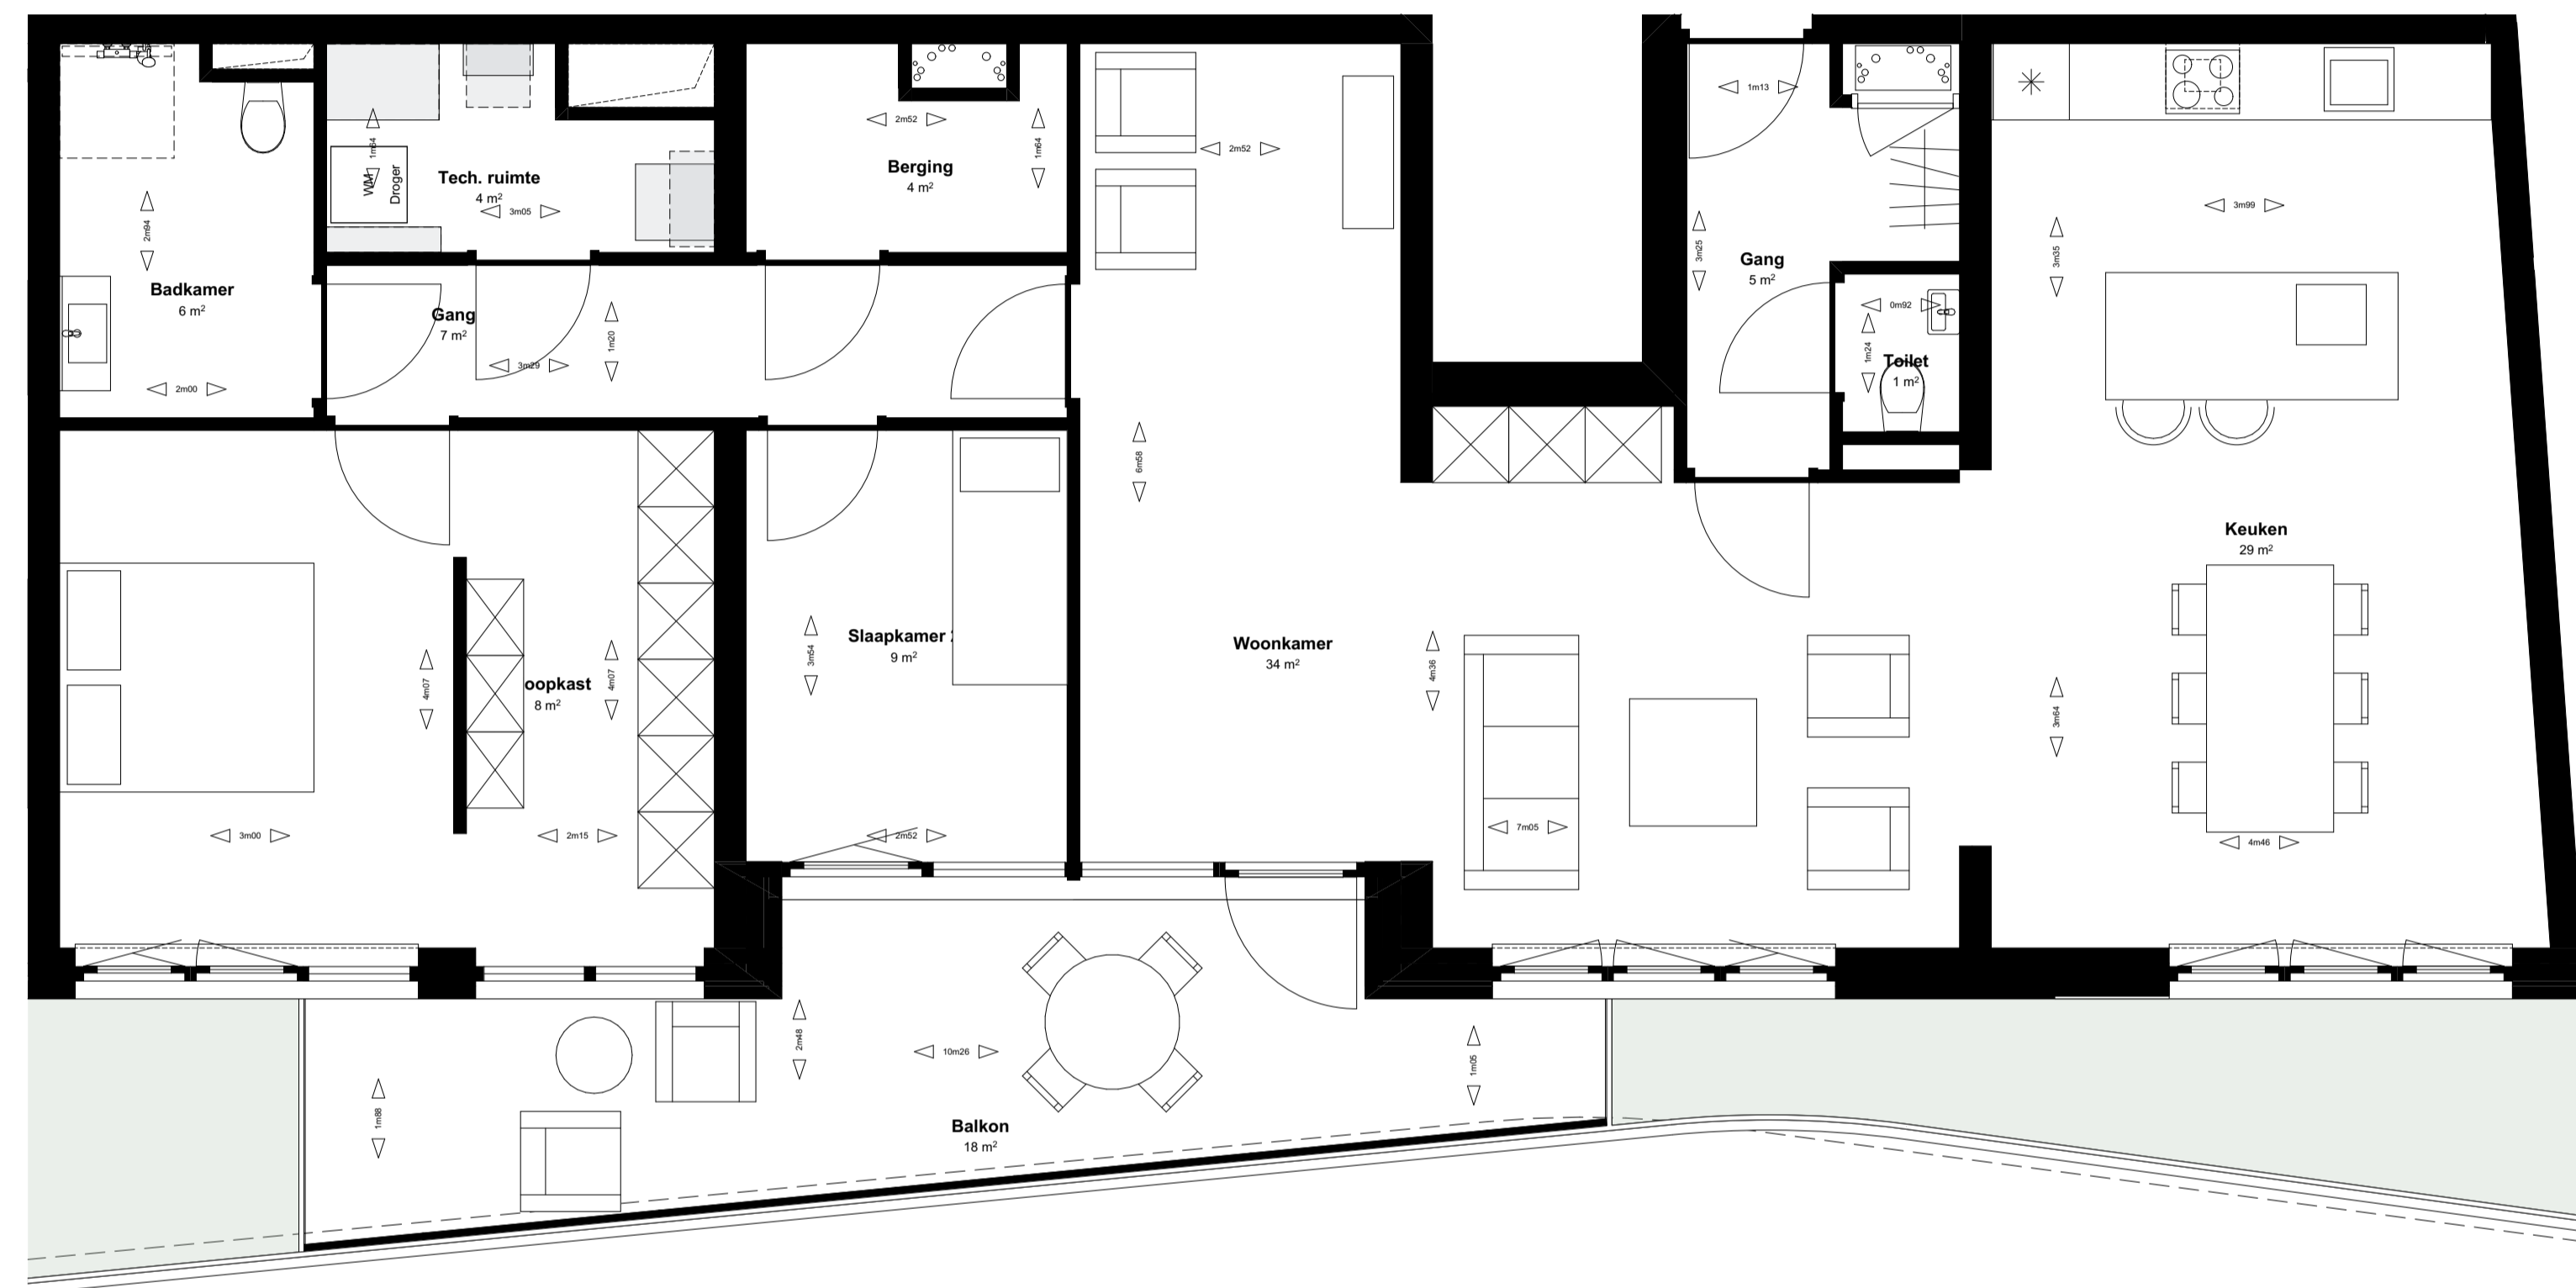 1m13
2m52
1m64
2m52
Berging
4 m²
1m64
WM
Droger
Tech. ruimte
4 m²
3m05
2m94
3m99
3m25
3m35
Gang
5 m²
Badkamer
6 m²
0m92
Gang
7 m²
1m20
1m24
Toilet
1 m²
3m29
2m00
6m58
Keuken
29 m²
Slaapkamer
9 m²
3m54
Woonkamer
34 m²
4m36
4m07
oopkast
8 m²
4m07
3m64
3m00
2m15
2m52
7m05
4m46
2m48
10m26
1m05
1m88
Balkon
18 m²